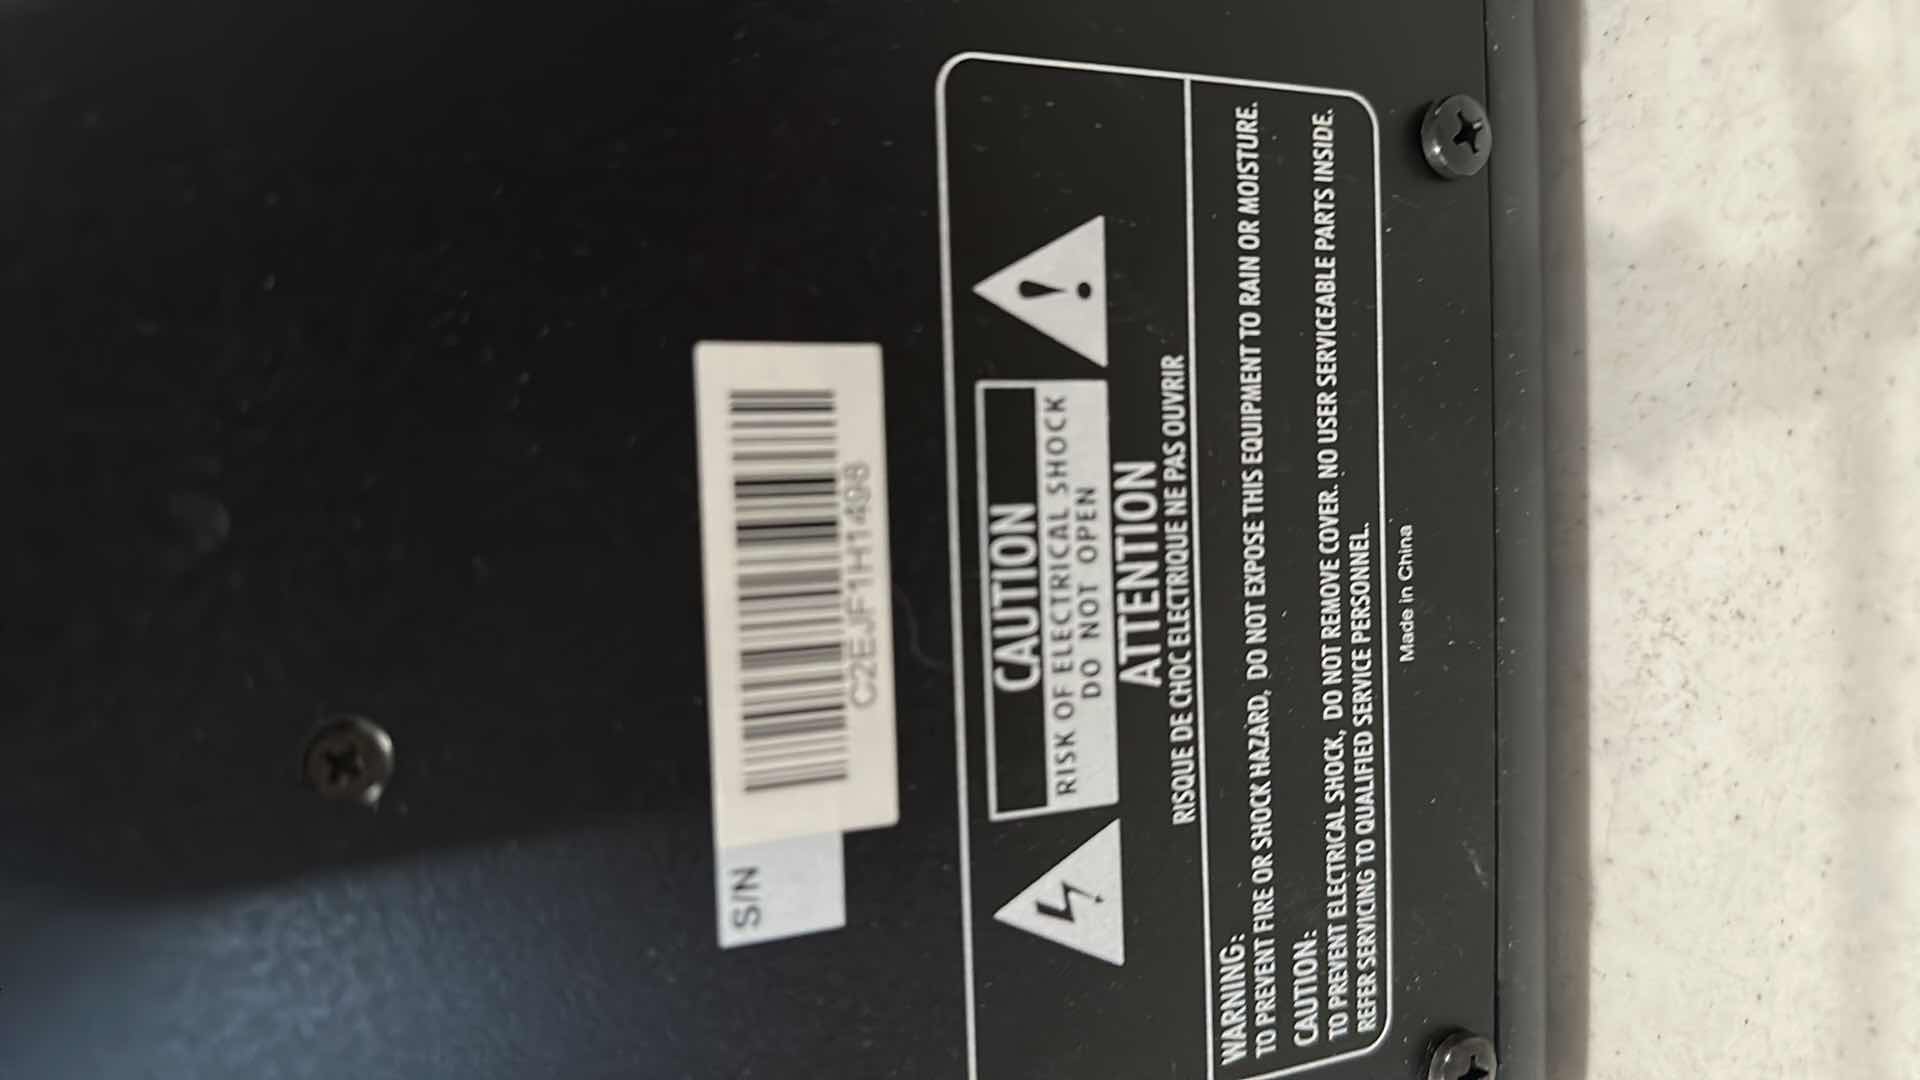 S/N
C2EJF1H1498
CAUTION
RISK OF ELECTRICAL SHOCK
DO NOT OPEN
ATTENTION
RISQUE DE CHOC ELECTRIQUE NE PAS OUVRIR
WARNING:
TO PREVENT FIRE OR SHOCK HAZARD, DO NOT EXPOSE THIS EQUIPMENT TO RAIN OR MOISTURE.
CAUTION:
TO PREVENT ELECTRICAL SHOCK, DO NOT REMOVE COVER. NO USER SERVICEABLE PARTS INSIDE.
REFER SERVICING TO QUALIFIED SERVICE PERSONNEL.
Made in China